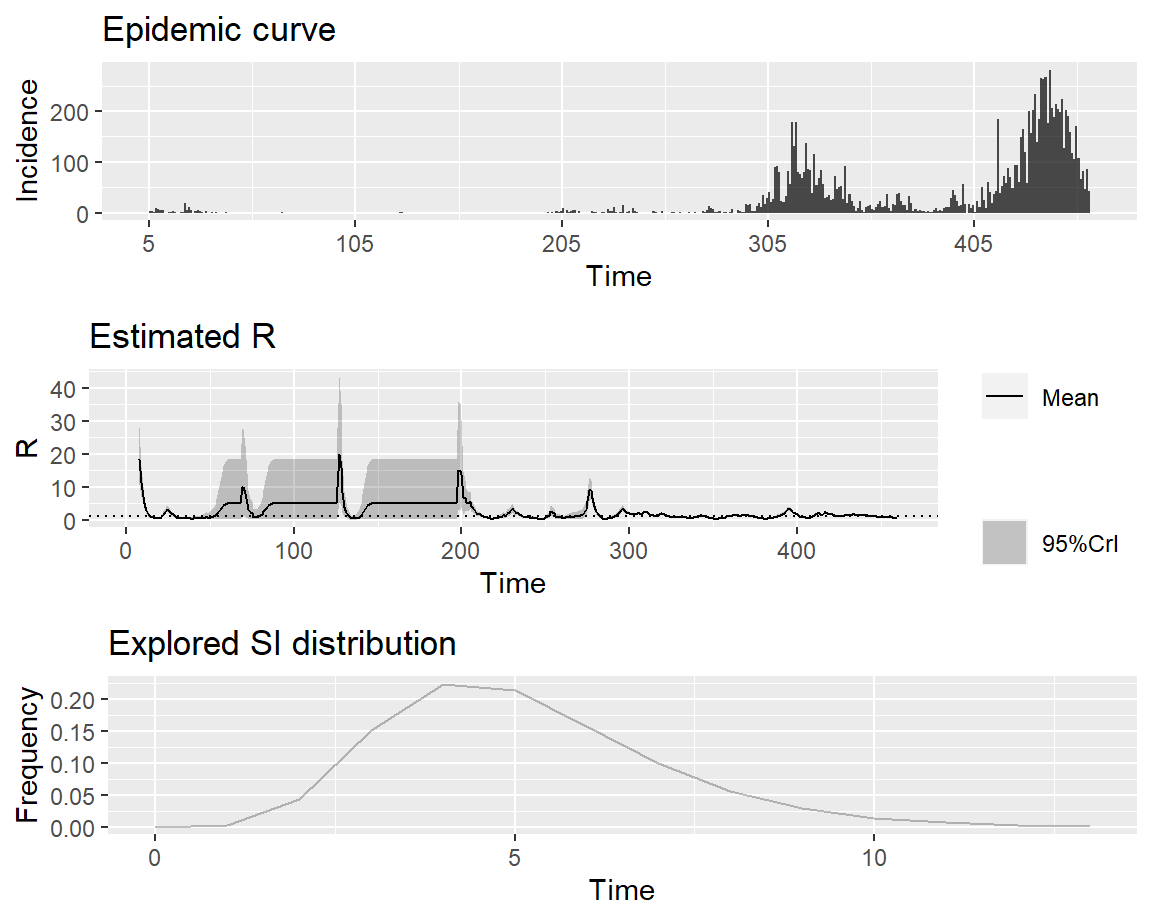 Epidemic curve
Incidence
200
100
0
5 105 205 305 405
Time
Estimated R
R
40
30
20
10
0
0 100 200 300 400
Time
Mean
95%CrI
Explored SI distribution
Frequency
0.20
0.15
0.10
0.05
0.00
0 5 10
Time